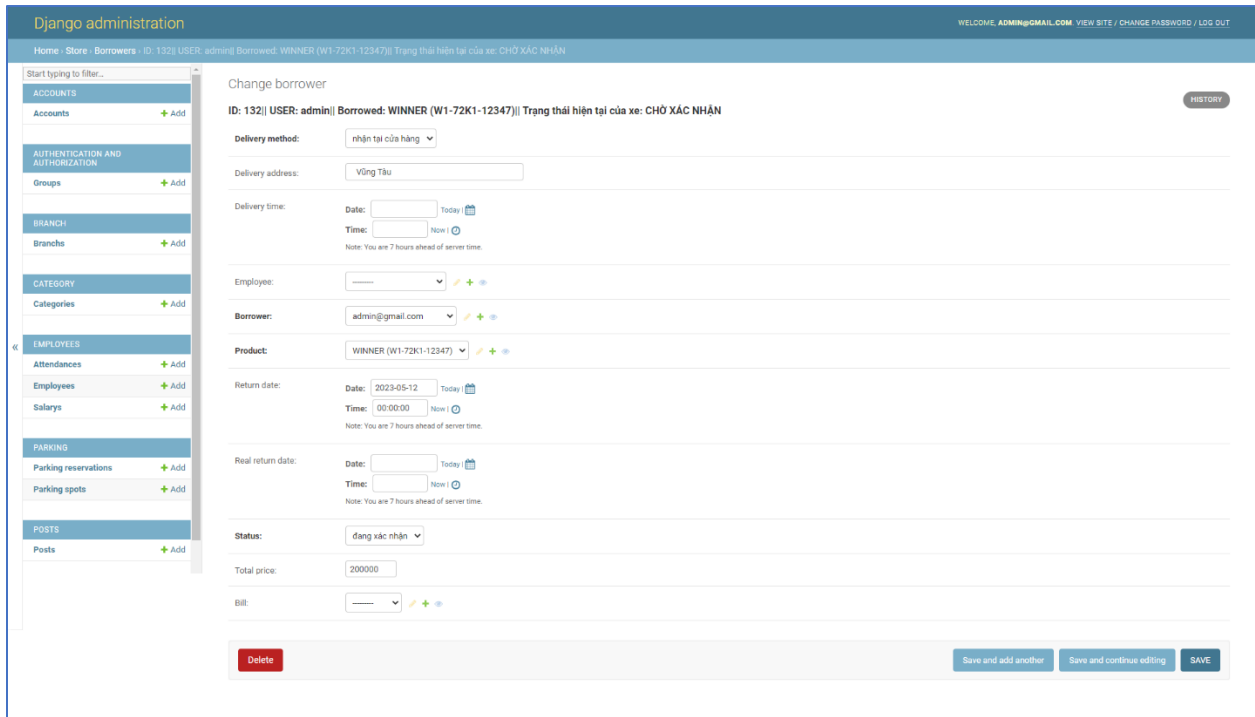 Django administration
WELCOME, ADMIN@GMAIL.COM. VIEW SITE / CHANGE PASSWORD / LOG OUT
Home › Store › Borrowers › ID: 132|| USER: admin|| Borrowed: WINNER (W1-72K1-12347)|| Trạng thái hiện tại của xe: CHỜ XÁC NHẬN
Start typing to filter...
ACCOUNTS
Accounts + Add
AUTHENTICATION AND
AUTHORIZATION
Groups + Add
BRANCH
Branchs + Add
CATEGORY
Categories + Add
«
EMPLOYEES
Attendances + Add
Employees + Add
Salarys + Add
PARKING
Parking reservations + Add
Parking spots + Add
POSTS
Posts + Add
Change borrower
HISTORY
ID: 132|| USER: admin|| Borrowed: WINNER (W1-72K1-12347)|| Trạng thái hiện tại của xe: CHỜ XÁC NHẬN
Delivery method: nhận tại cửa hàng
Delivery address: Vũng Tàu
Delivery time: Date: Today |
Time: Now |
Note: You are 7 hours ahead of server time.
Employee: ---------
Borrower: admin@gmail.com
Product: WINNER (W1-72K1-12347)
Return date: Date: 2023-05-12 Today |
Time: 00:00:00 Now |
Note: You are 7 hours ahead of server time.
Real return date: Date: Today |
Time: Now |
Note: You are 7 hours ahead of server time.
Status: đang xác nhận
Total price: 200000
Bill: ---------
Delete
Save and add another
Save and continue editing
SAVE